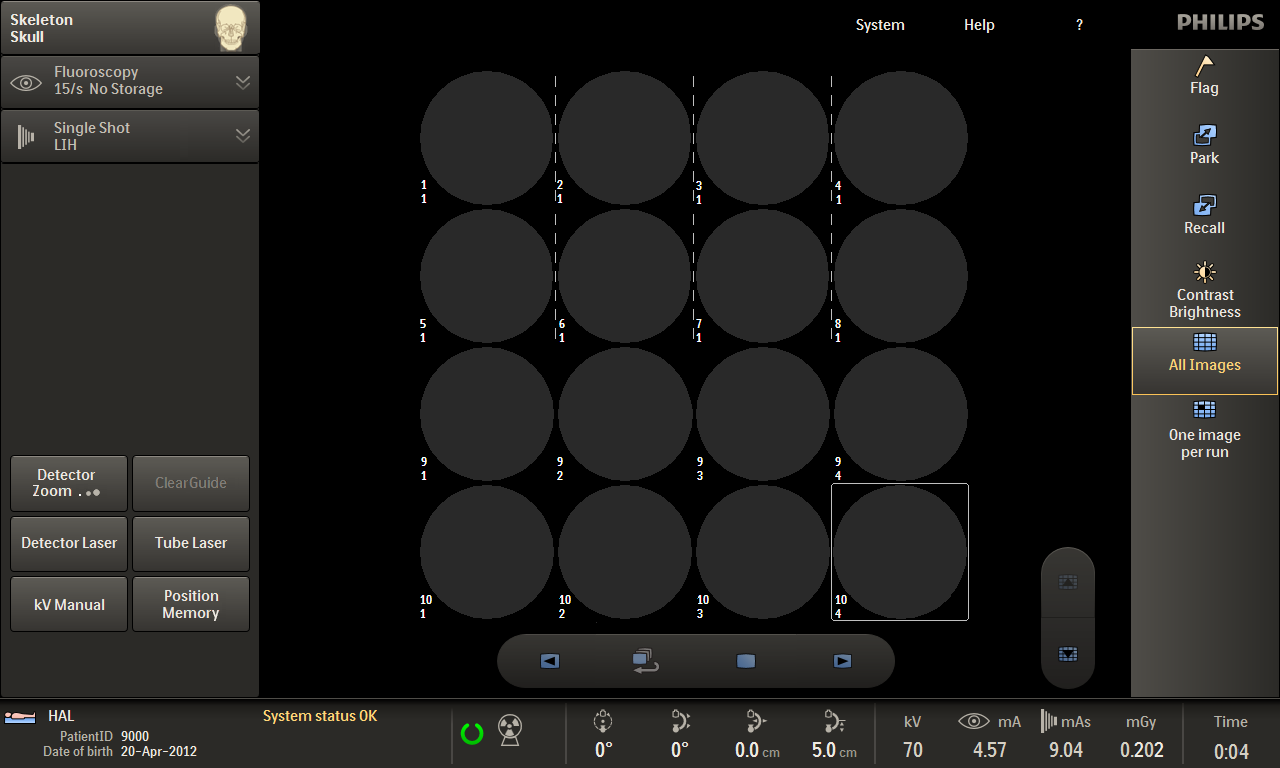 Skeleton
Skull
System
Help
?
PHILIPS
Fluoroscopy
15/s No Storage
Single Shot
LIH
Flag
Park
Recall
Contrast
Brightness
All Images
One image
per run
1
1
2
1
3
1
4
1
5
1
6
1
7
1
8
1
9
1
9
2
9
3
9
4
10
1
10
2
10
3
10
4
Detector
Zoom
ClearGuide
Detector Laser
Tube Laser
kV Manual
Position
Memory
HAL
PatientID 9000
Date of birth 20-Apr-2012
System status OK
0°
0°
0.0 cm
5.0 cm
kV
70
mA
4.57
mAs
9.04
mGy
0.202
Time
0:04